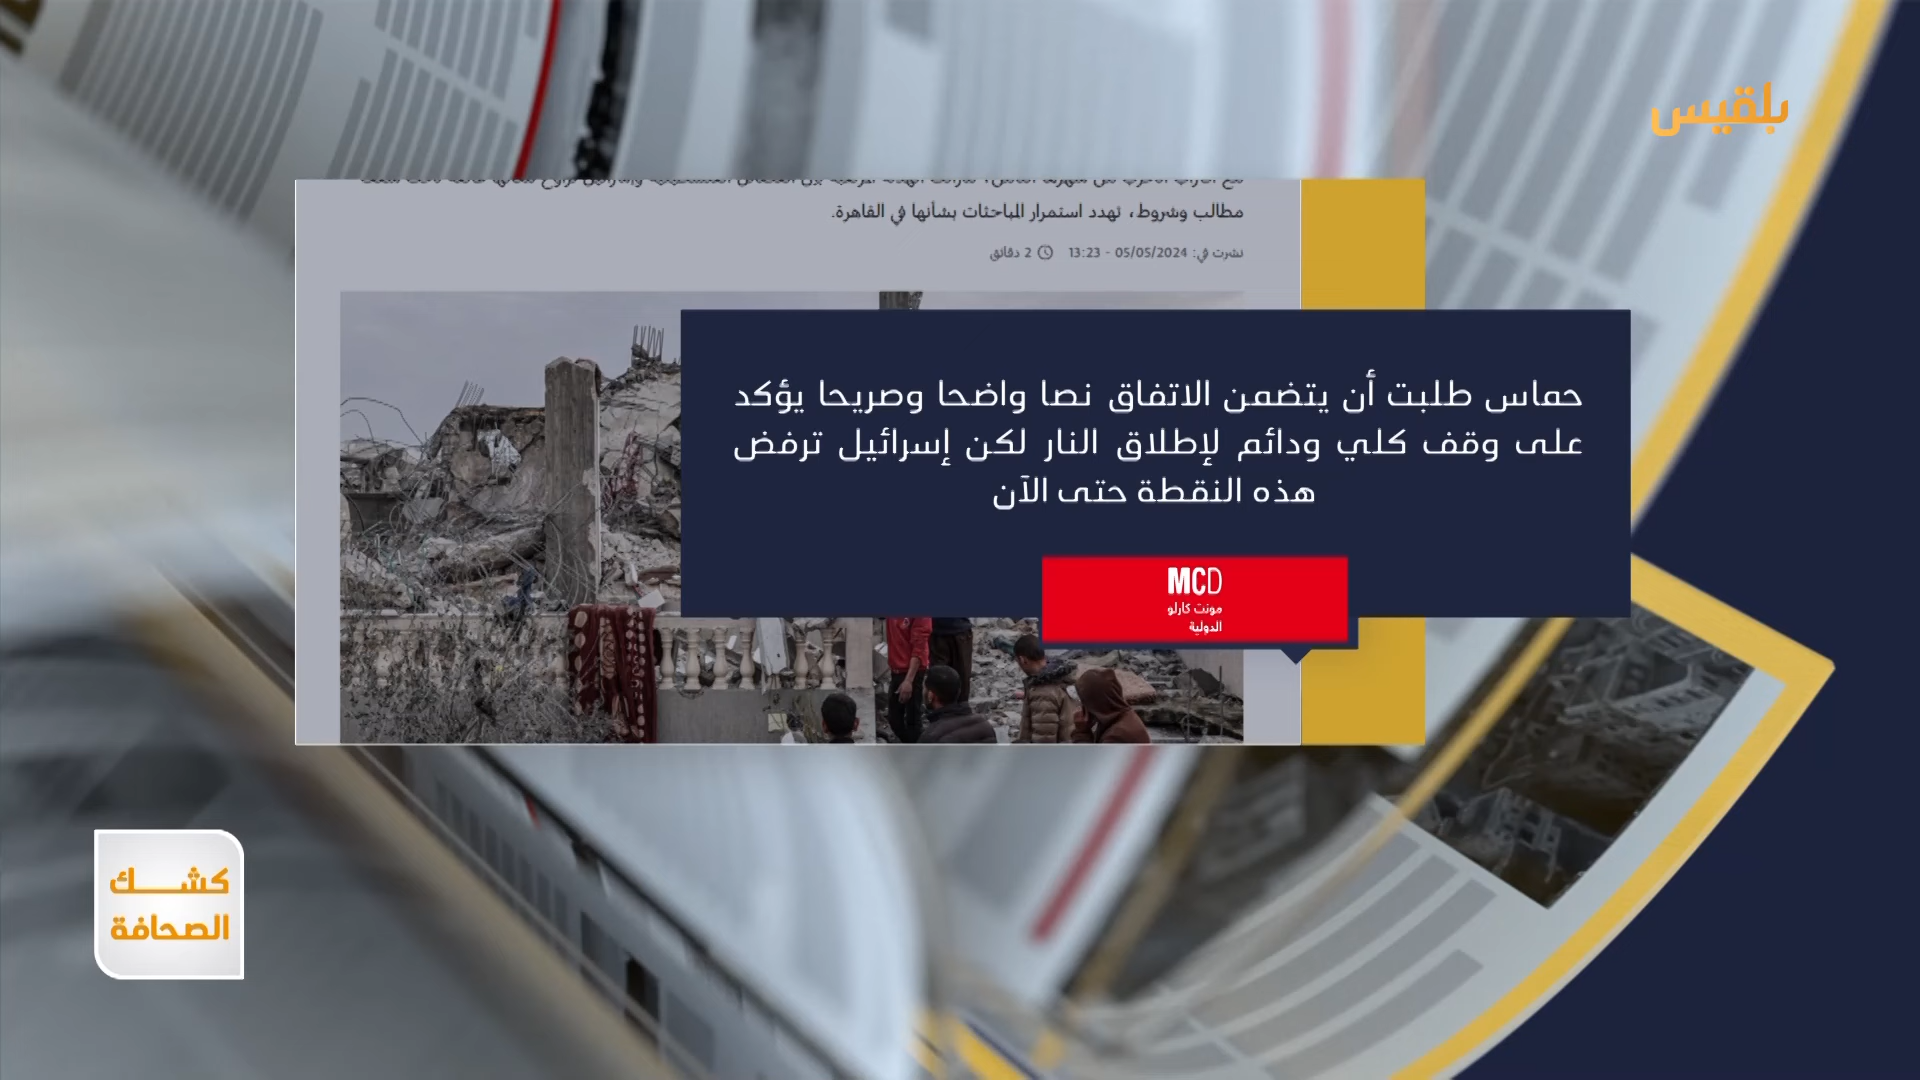 بلقيس
مطالب وشروط، تهدد استمرار المباحثات بشأنها في القاهرة.
نشرت في: 05/05/2024 - 13:23 2 دقائق
حماس طلبت أن يتضمن الاتفاق نصا واضحا وصريحا يؤكد
على وقف كلي ودائم لإطلاق النار لكن إسرائيل ترفض
هذه النقطة حتى الآن
MCD
مونت كارلو
الدولية
كشك
الصحافة